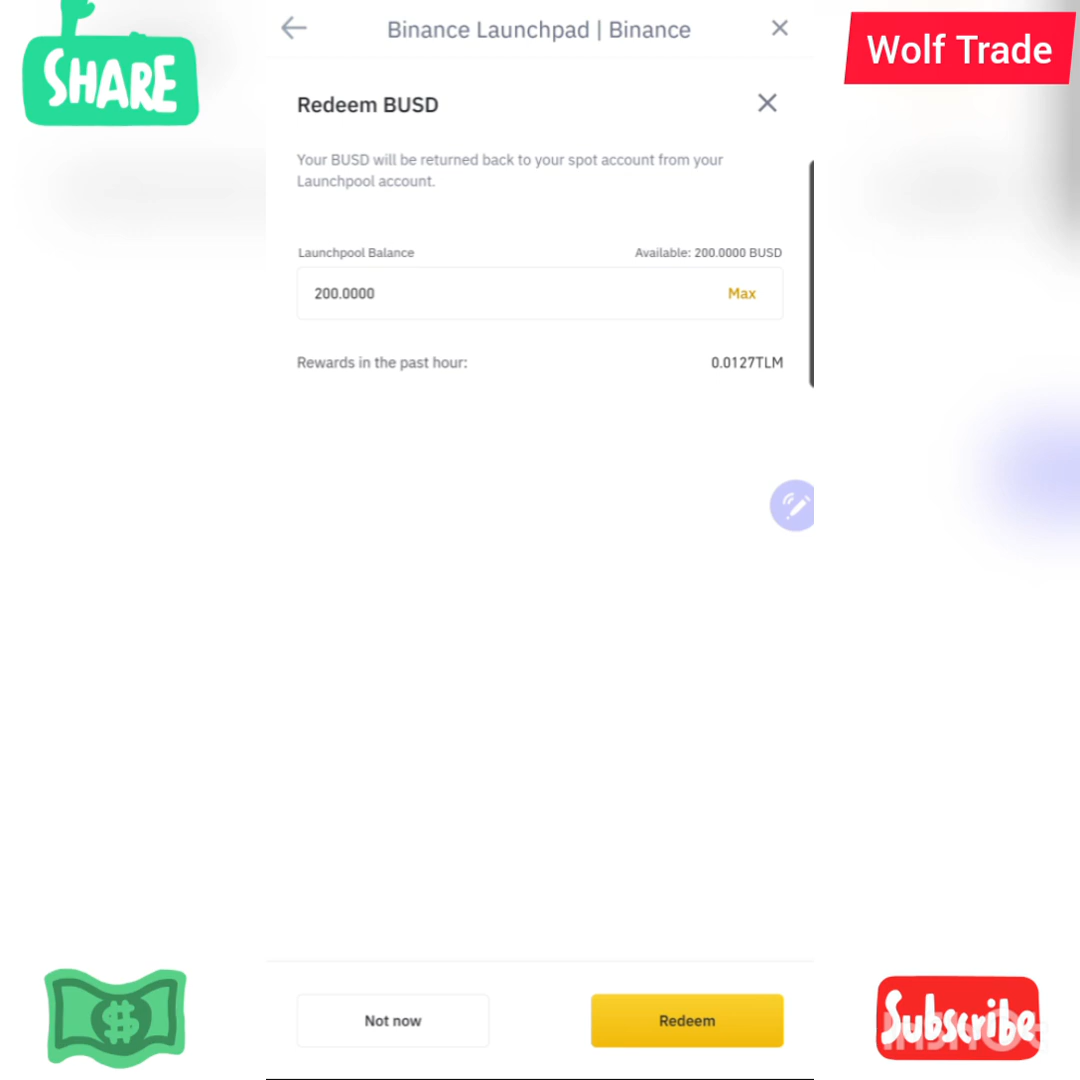 SHARE
Binance Launchpad | Binance
Wolf Trade
Redeem BUSD
Your BUSD will be returned back to your spot account from your
Launchpool account.
Launchpool Balance
Available: 200.0000 BUSD
200.0000
Max
Rewards in the past hour:
0.0127TLM
$
Not now
Redeem
Subscribe